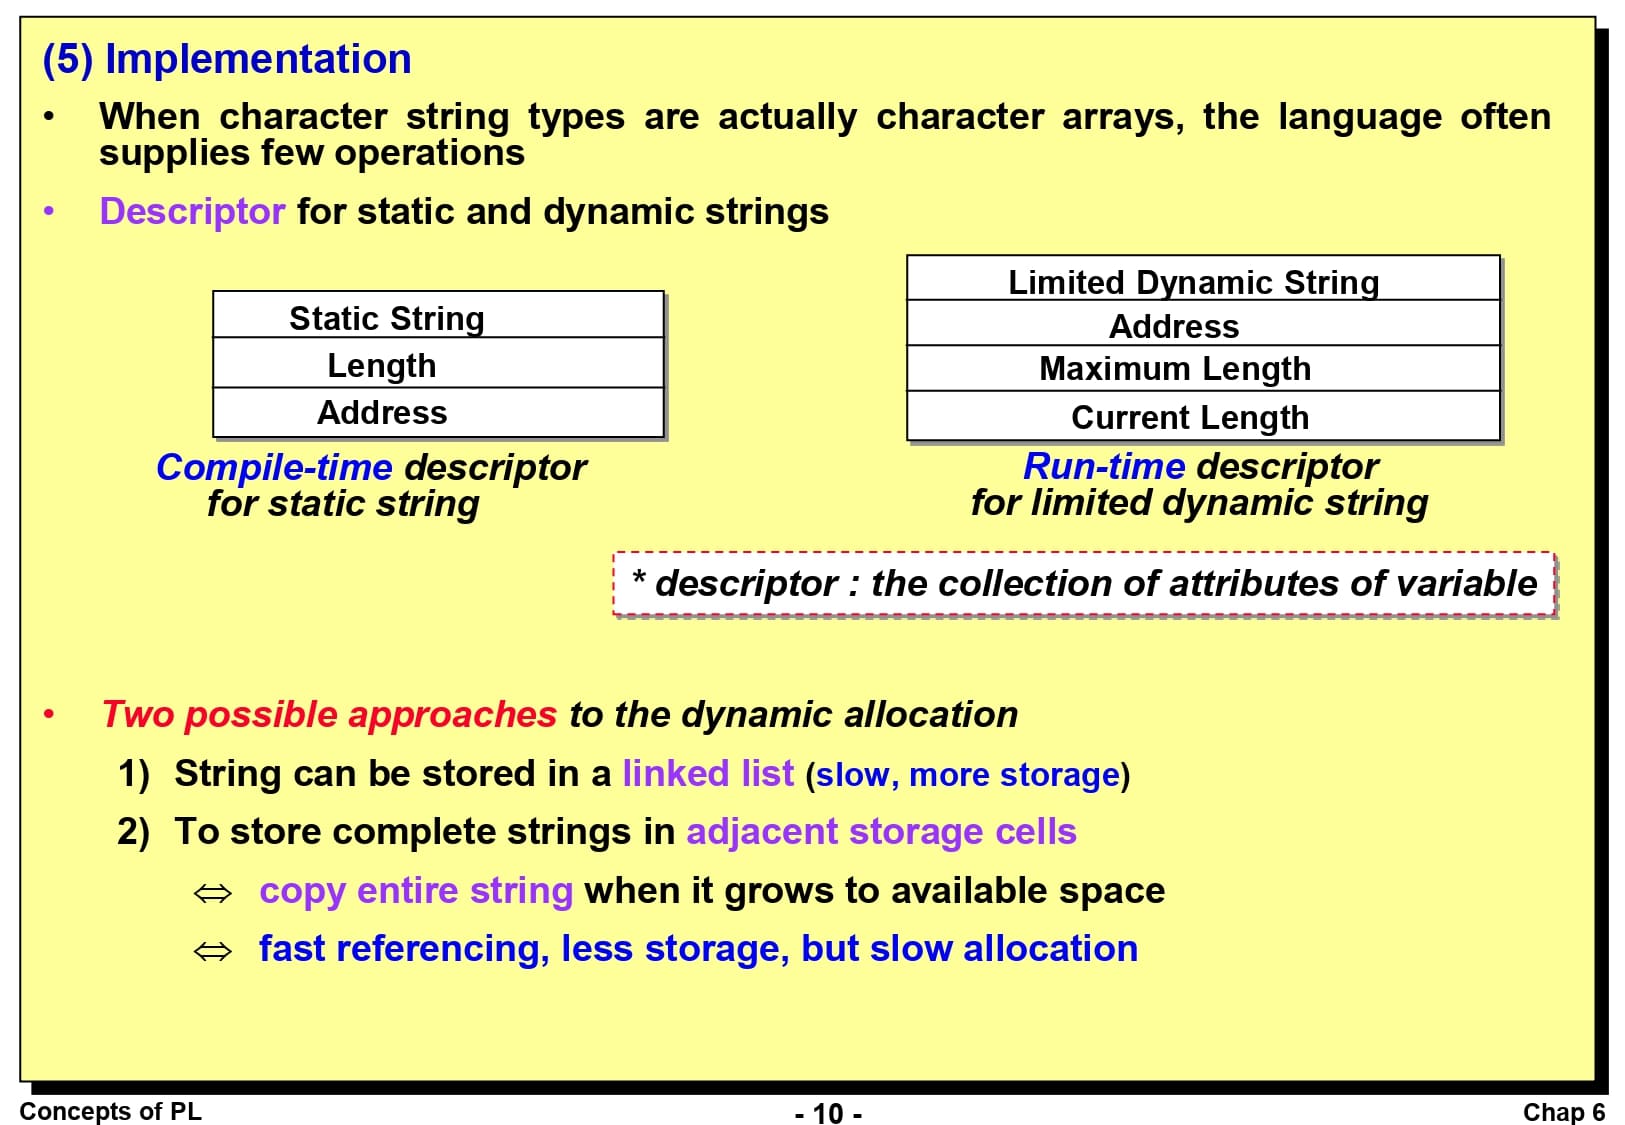 (5) Implementation
• When character string types are actually character arrays, the language often
supplies few operations
• Descriptor for static and dynamic strings
Static String
Length
Address
Compile-time descriptor
for static string
Limited Dynamic String
Address
Maximum Length
Current Length
Run-time descriptor
for limited dynamic string
* descriptor : the collection of attributes of variable
• Two possible approaches to the dynamic allocation
1) String can be stored in a linked list (slow, more storage)
2) To store complete strings in adjacent storage cells
⇔ copy entire string when it grows to available space
⇔ fast referencing, less storage, but slow allocation
Concepts of PL
- 10 -
Chap 6